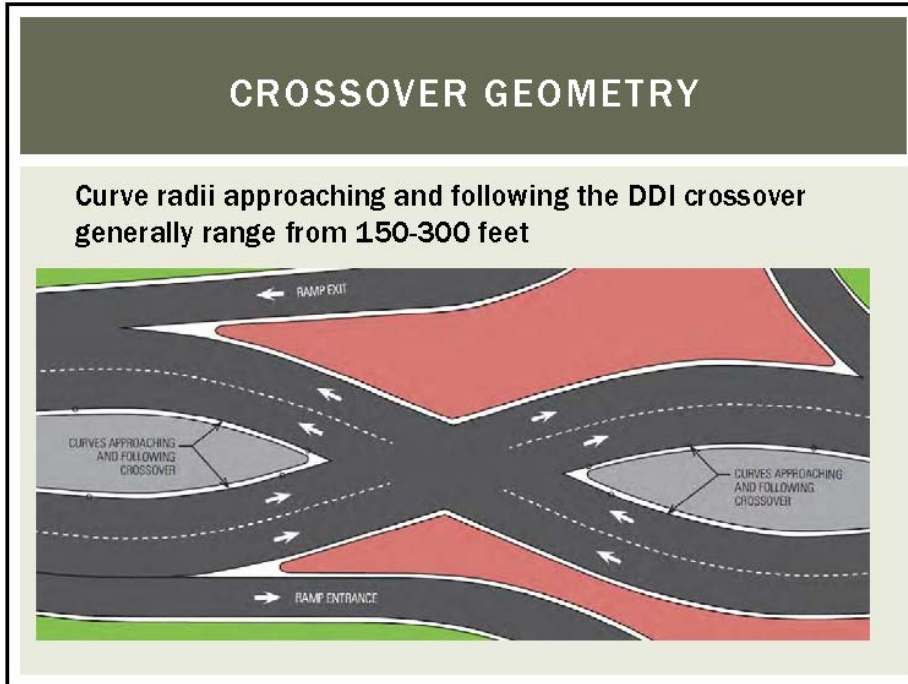 CROSSOVER GEOMETRY
Curve radii approaching and following the DDI crossover
generally range from 150-300 feet
RAMP EXIT
CURVES APPROACHING
AND FOLLOWING
CROSSOVER
CURVES APPROACHING
AND FOLLOWING
CROSSOVER
RAMP ENTRANCE